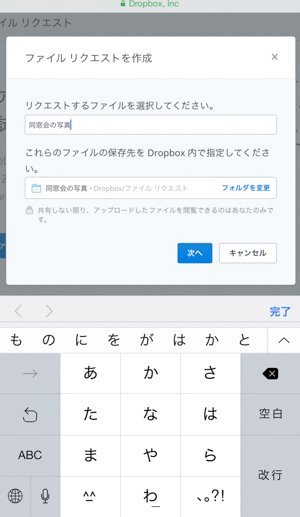 Dropbox, Inc
イル リクエスト
ファイル リクエストを作成
×
リクエストするファイルを選択してください。
同窓会の写真
これらのファイルの保存先を Dropbox 内で指定してくださ
い。
同窓会の写真 • Dropbox/ファイル リクエスト フォルダを変更
共有しない限り、アップロードしたファイルを閲覧できるのはあなたのみで
す。
次へ キャンセル
完了
も の に を が は か と
→ あ か さ
た な は 空白
ABC ま や ら
改行
^^ わ 、。?!